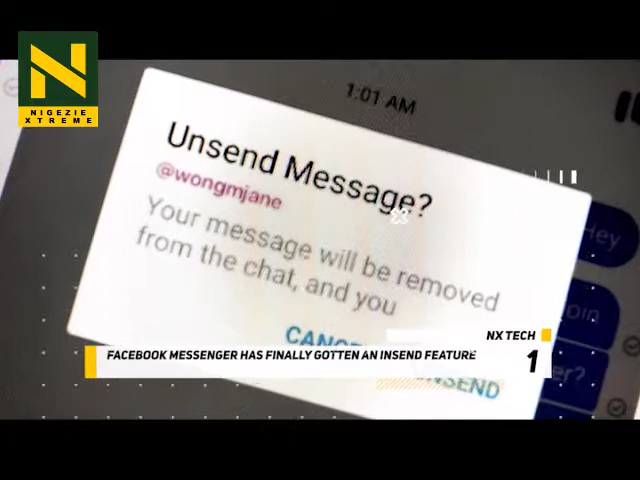 NIGEZIE
XTREME
1:01 AM
Unsend Message?
@wongmjane
Your message will be removed
from the chat, and you
Hey
NX TECH
FACEBOOK MESSENGER HAS FINALLY GOTTEN AN INSEND FEATURE
1
UNSEND